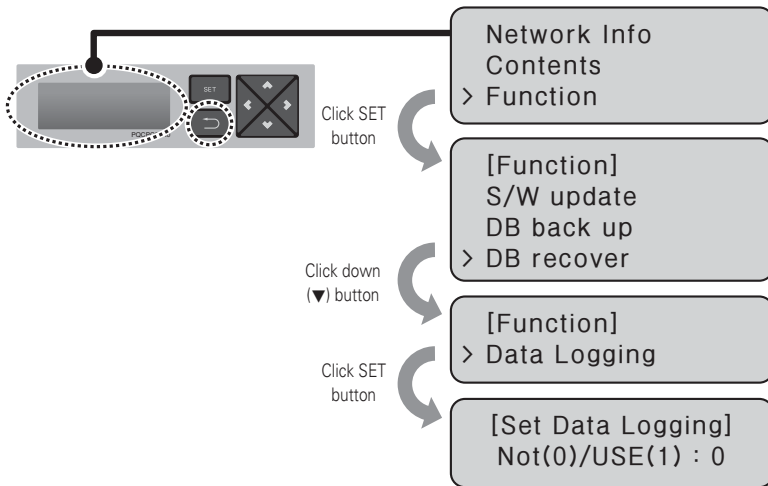 Network Info
Contents
> Function
SET
Click SET
button
[Function]
S/W update
DB back up
> DB recover
Click down
(▼) button
[Function]
> Data Logging
Click SET
button
[Set Data Logging]
Not(0)/USE(1) : 0